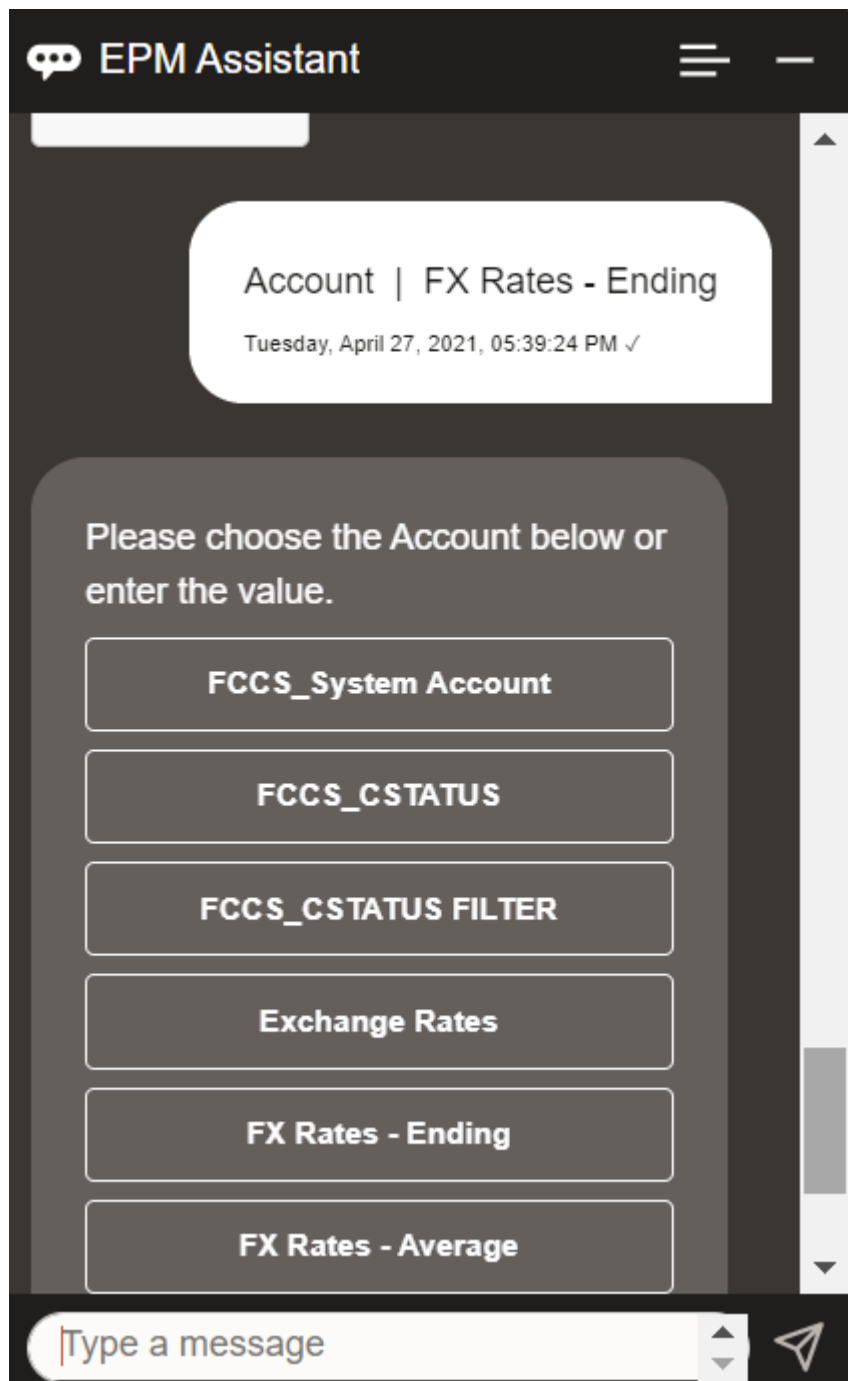 EPM Assistant
Account | FX Rates - Ending
Tuesday, April 27, 2021, 05:39:24 PM ✓
Please choose the Account below or
enter the value.
FCCS_System Account
FCCS_CSTATUS
FCCS_CSTATUS FILTER
Exchange Rates
FX Rates - Ending
FX Rates - Average
Type a message